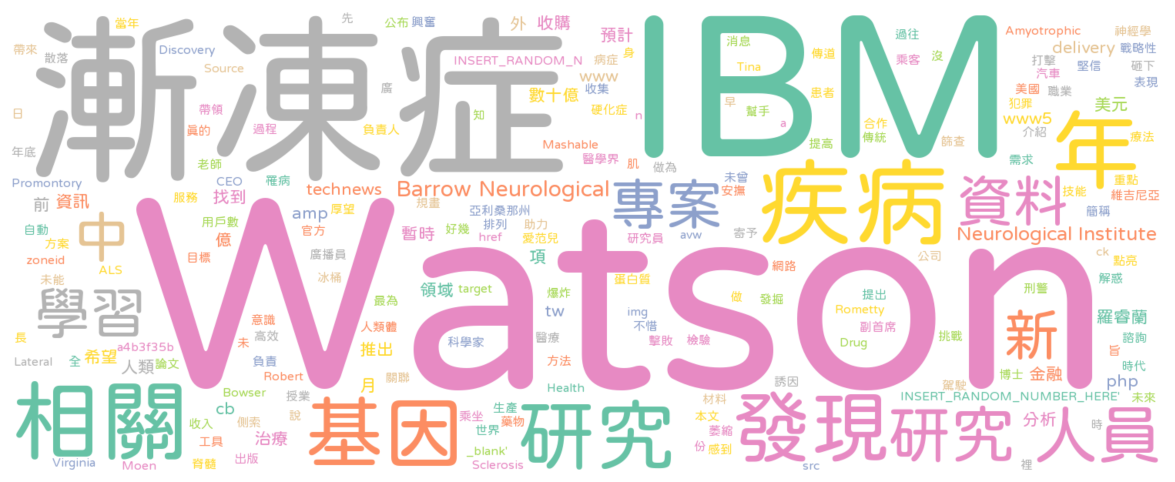 漸凍症
IBM
Watson
年
中
專案
疾病
資料
Barrow Neurological
Neurological Institute
學習
新
相關
基因
研究
發現
研究人員
當年
先
公布
興奮
外
收購
預計
消息
過往
Amyotrophic
神經學
帶來
散落
Discovery
Source
INSERT_RANDOM_N
www
病症
身
Tina
傳道
乘客
沒
delivery
戰略性
打擊
堅信
砸下
日
帶領
過程
廣
負責人
知
數十億
收集
硬化症
n
早
幫手
患者
汽車
美國
職業
表現
犯罪
www5
美元
眞的
老師
年底
Mashable
醫學界
肌
a
提高
合作
傳統
篩查
介紹
需求
療法
Promontory
CEO
罹病
technews
做為
未曾
安撫
重點
技能
維吉尼亞
前
資訊
服務
找到
amp
厚望
規畫
官方
亞利桑那州
排列
助力
研究員
avw
寄予
簡稱
自動
用戶數
億
廣播員
暫時
好幾
href
愛范兒
方案
zoneid
目標
項
蛋白質
網路
公司
ck
點亮
ALS
未能
冰桶
領域
target
爆炸
做
發掘
提出
刑警
解惑
最為
tw
img
不惜
Rometty
副首席
羅睿蘭
意識
人類體
科學家
醫療
擊敗
檢驗
Drug
挑戰
諮詢
長
a4b3f35b
未
高效
推出
方法
旨
Lateral
全
希望
人類
論文
負責
關聯
誘因
博士
金融
時代
Robert
月
Health
駕駛
php
Bowser
授業
材料
INSERT_RANDOM_NUMBER_HERE'
未來
cb
收入
側索
說
乘坐
生產
藥物
世界
本文
萎縮
分析
時
工具
治療
_blank'
份
感到
Virginia
Moen
脊髓
出版
Sclerosis
src
裡